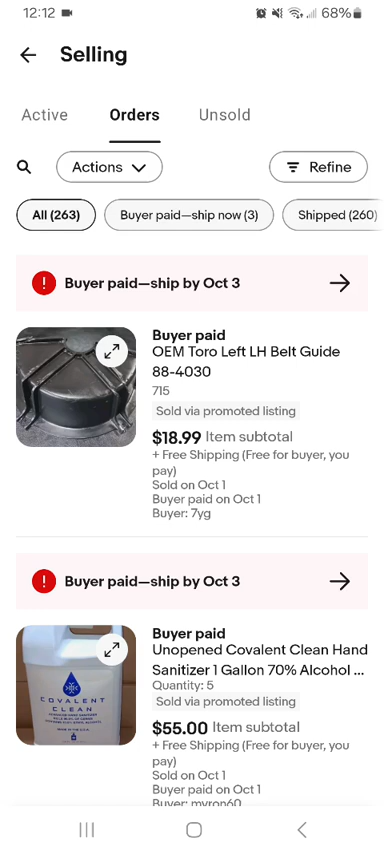 12:12
68%
Selling
Active
Orders
Unsold
Actions
Refine
All (263)
Buyer paid—ship now (3)
Shipped (260)
Buyer paid—ship by Oct 3
Buyer paid
OEM Toro Left LH Belt Guide
88-4030
715
Sold via promoted listing
$18.99 Item subtotal
+ Free Shipping (Free for buyer, you
pay)
Sold on Oct 1
Buyer paid on Oct 1
Buyer: 7yg
Buyer paid—ship by Oct 3
COVALENT
CLEAN
Buyer paid
Unopened Covalent Clean Hand
Sanitizer 1 Gallon 70% Alcohol ...
Quantity: 5
Sold via promoted listing
$55.00 Item subtotal
+ Free Shipping (Free for buyer, you
pay)
Sold on Oct 1
Buyer paid on Oct 1
Buyer: myron60